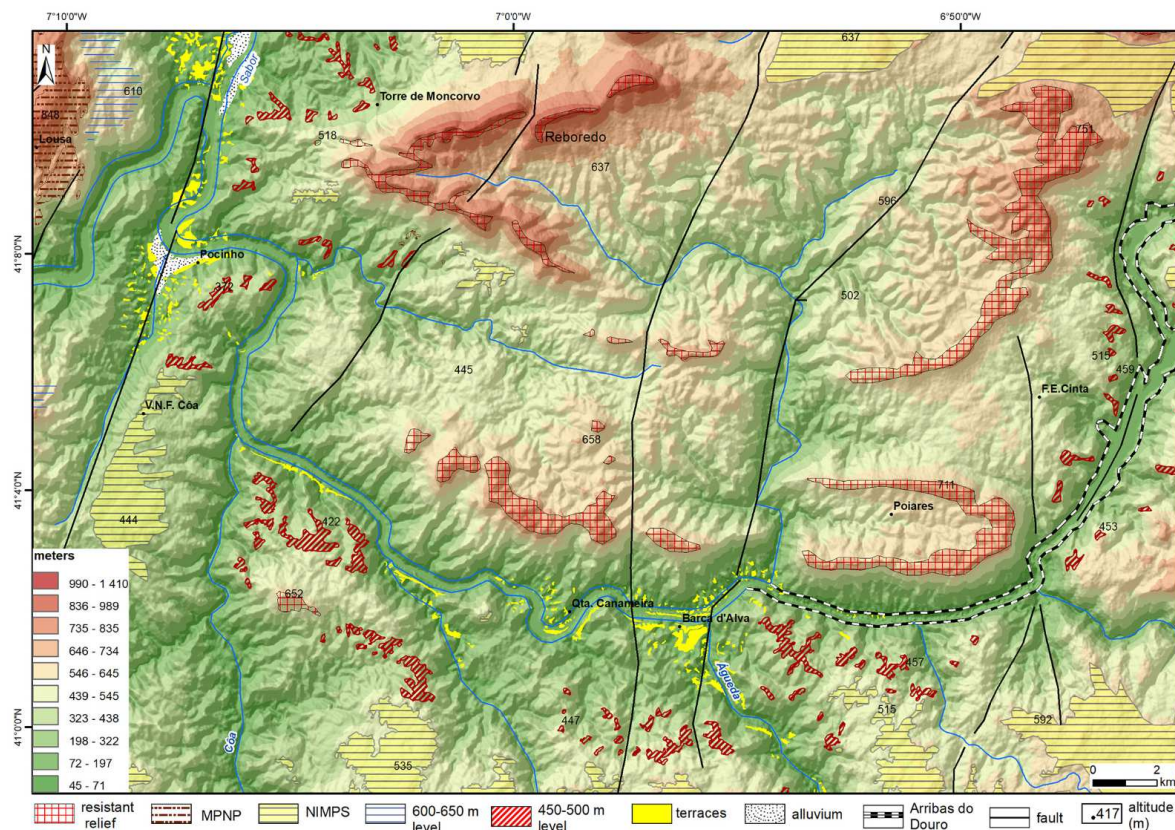 7°10'0"W
7°00'0"W
6°50'0"W
N
637
610
Sabor
848
Torre de Moncorvo
Lousa
518
Reboredo
751
637
596
41°8'0"N
Pocinho
372
502
515
459
445
F.E.Cinta
V.N.F. Côa
658
41°4'0"N
444
422
711
Poiares
453
meters
990 - 1 410
836 - 989
735 - 835
646 - 734
546 - 645
439 - 545
323 - 438
198 - 322
72 - 197
45 - 71
652
Qta. Canameira
Barca d'Alva
457
Águeda
41°0'0"N
Côa
447
515
592
535
0 2
km
resistant
relief
MPNP
NIMPS
600-650 m
level
450-500 m
level
terraces
alluvium
Arribas do
Douro
fault
.417
altitude
(m)